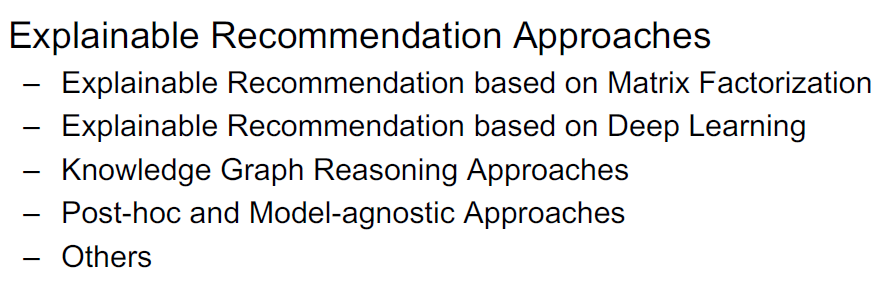 Explainable Recommendation Approaches
– Explainable Recommendation based on Matrix Factorization
– Explainable Recommendation based on Deep Learning
– Knowledge Graph Reasoning Approaches
– Post-hoc and Model-agnostic Approaches
– Others